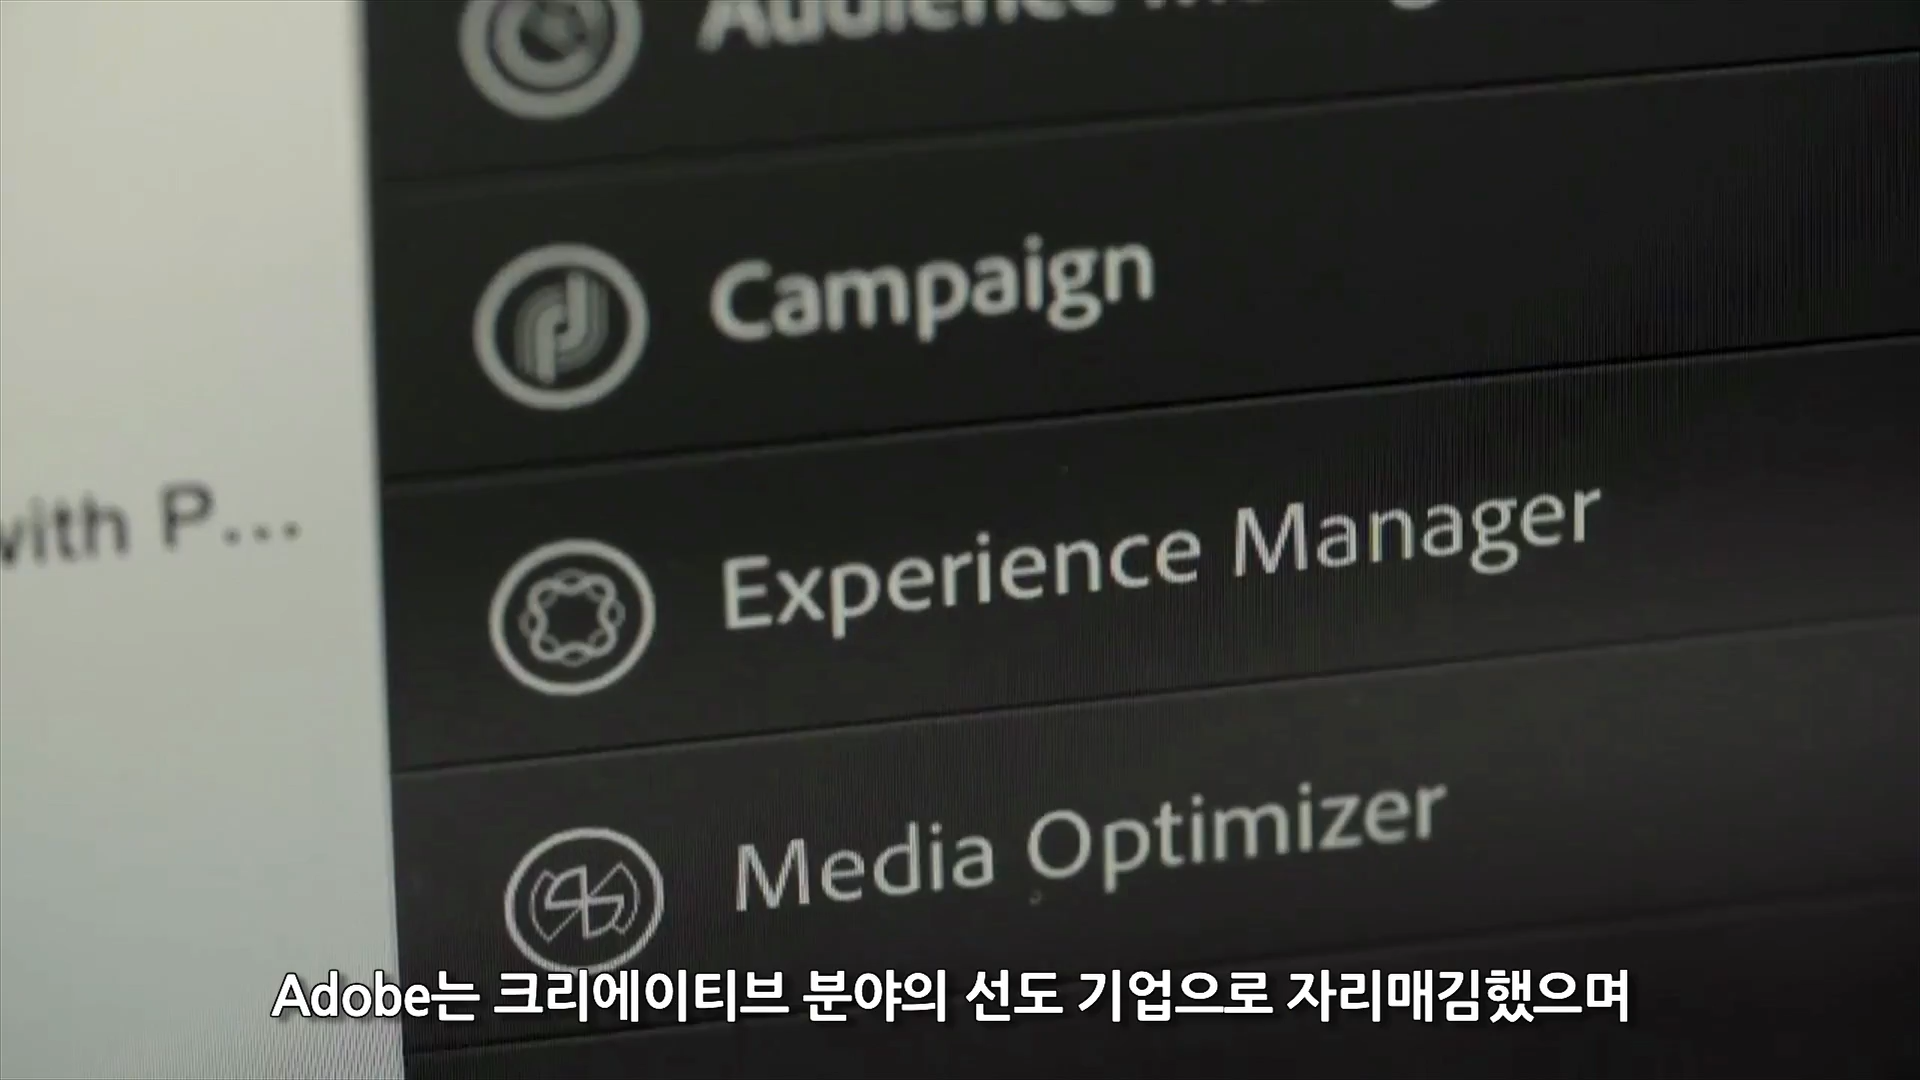 Audience
Campaign
with P...
Experience Manager
Media Optimizer
Adobe는 크리에이티브 분야의 선도 기업으로 자리매김했으며